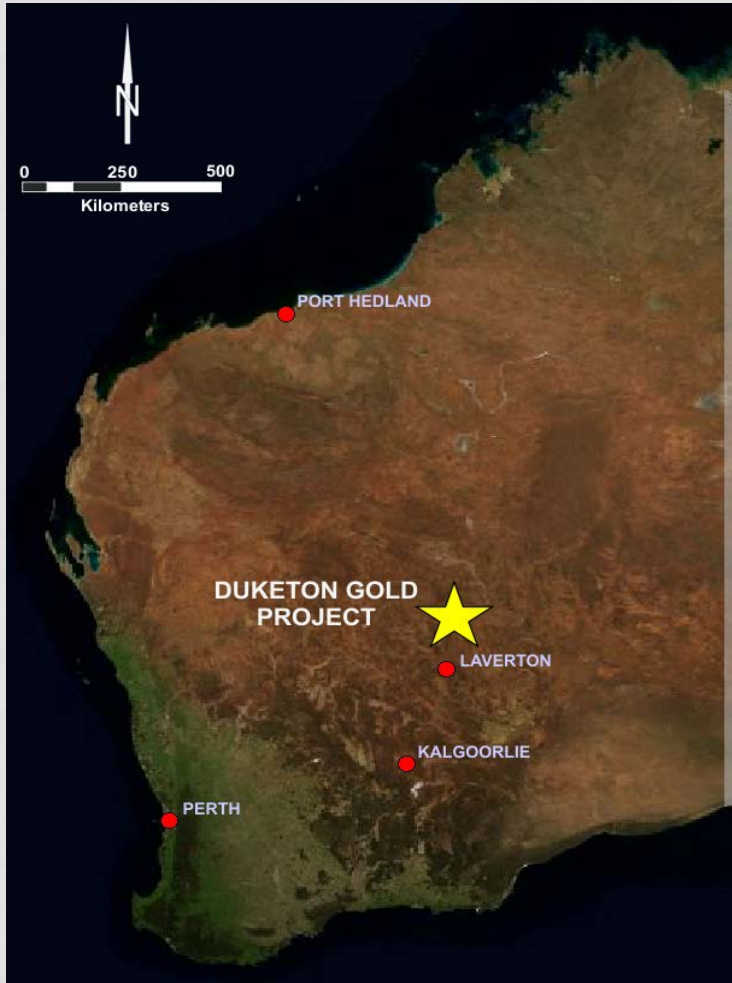 N
0 250 500
Kilometers
PORT HEDLAND
DUKETON GOLD
PROJECT
LAVERTON
KALGOORLIE
PERTH